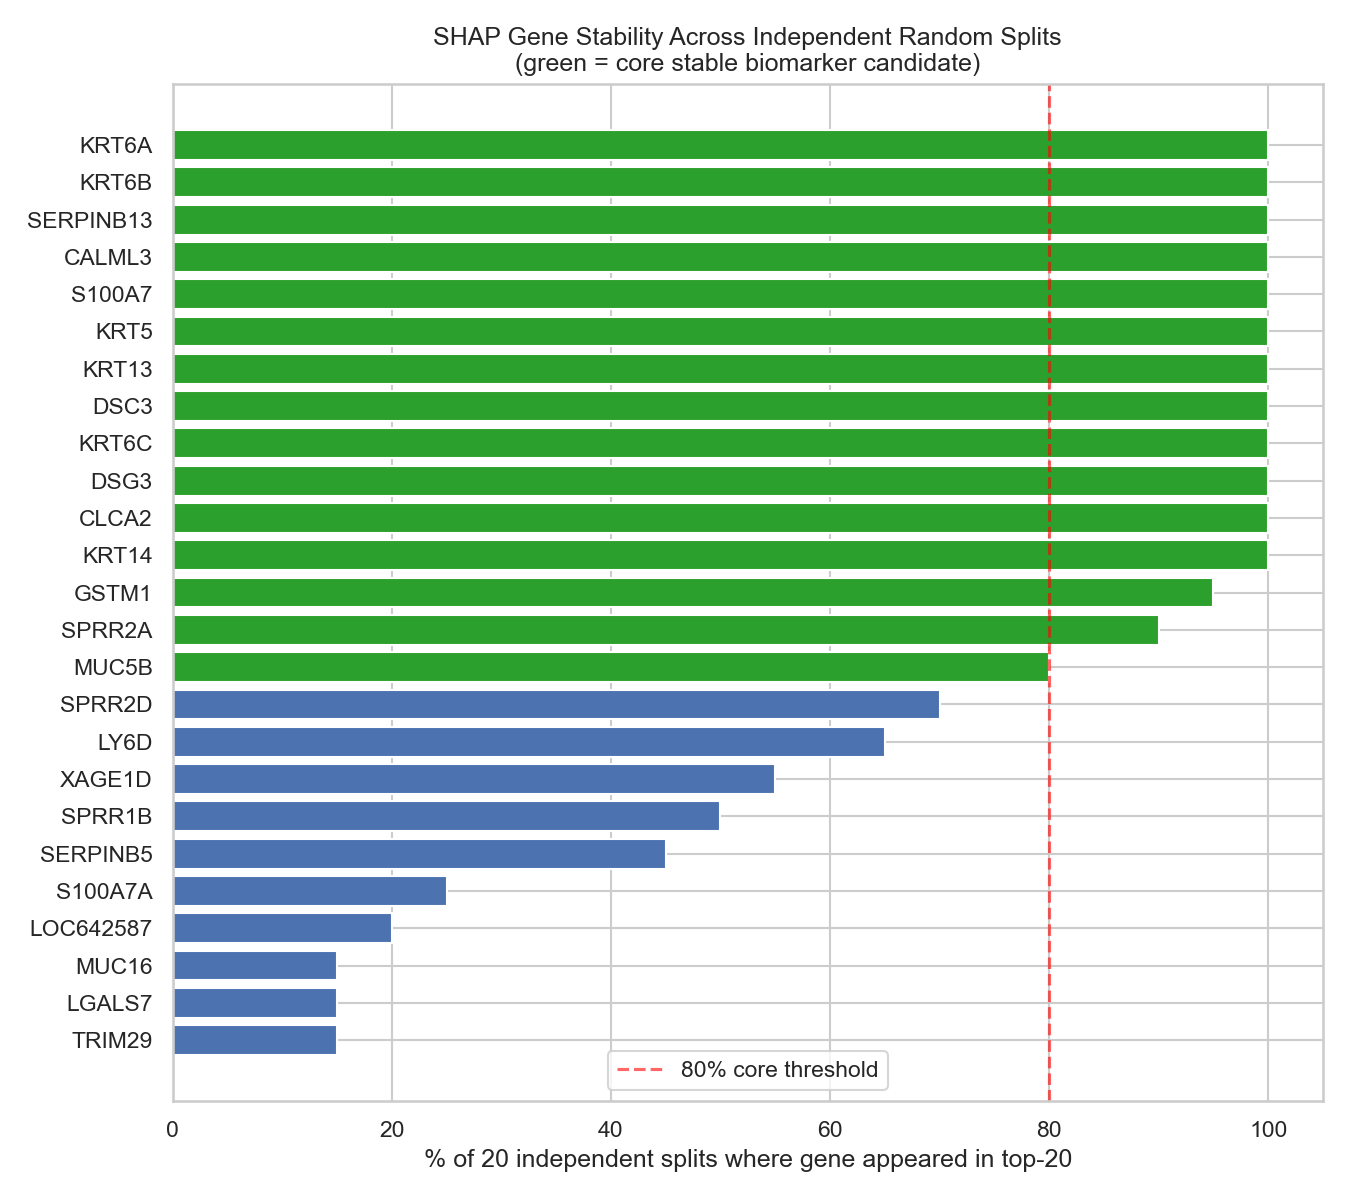 SHAP Gene Stability Across Independent Random Splits
(green = core stable biomarker candidate)
KRT6A
KRT6B
SERPINB13
CALML3
S100A7
KRT5
KRT13
DSC3
KRT6C
DSG3
CLCA2
KRT14
GSTM1
SPRR2A
MUC5B
SPRR2D
LY6D
XAGE1D
SPRR1B
SERPINB5
S100A7A
LOC642587
MUC16
LGALS7
TRIM29
80% core threshold
0 20 40 60 80 100
% of 20 independent splits where gene appeared in top-20